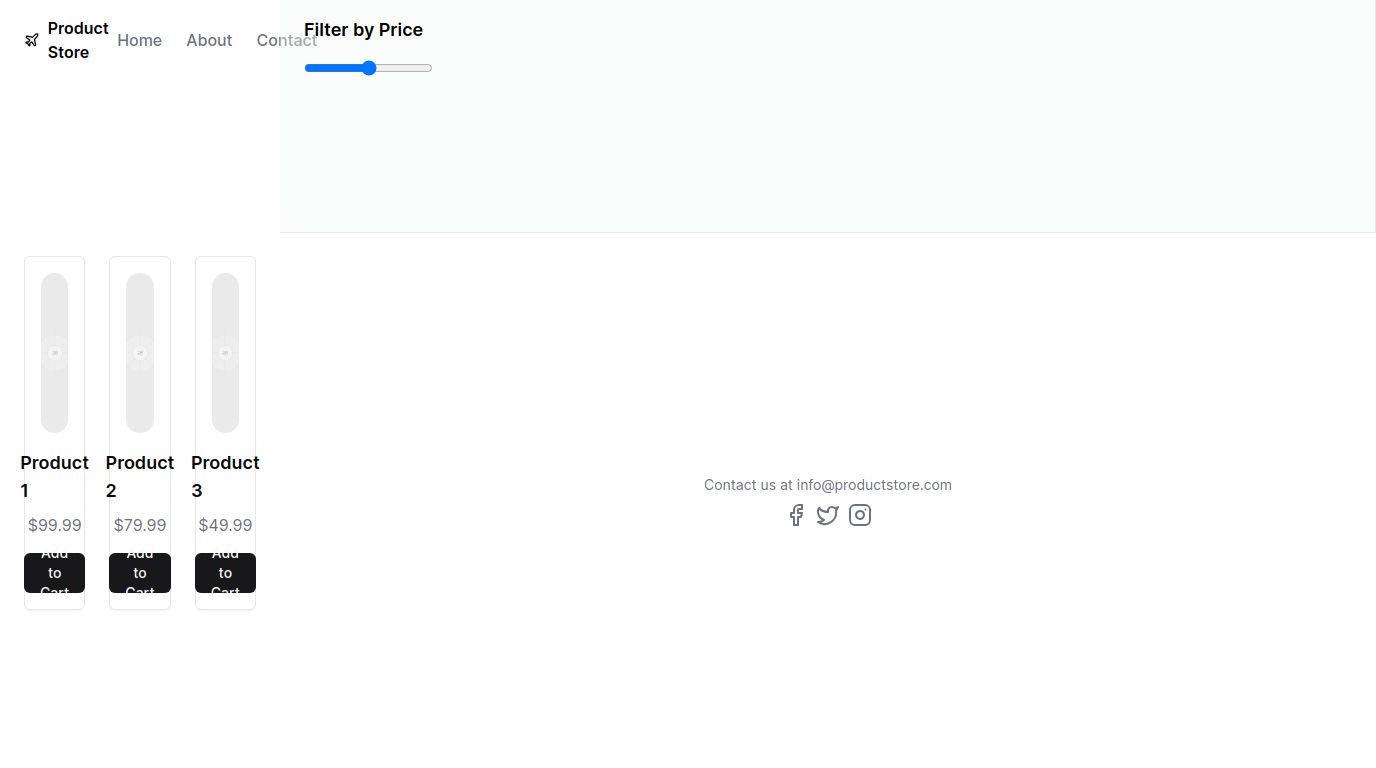 Product
Store
Home About Contact
Filter by Price
Product
1
Product
2
Product
3
$99.99
$79.99
$49.99
Add
to
Cart
Add
to
Cart
Add
to
Cart
Contact us at info@productstore.com